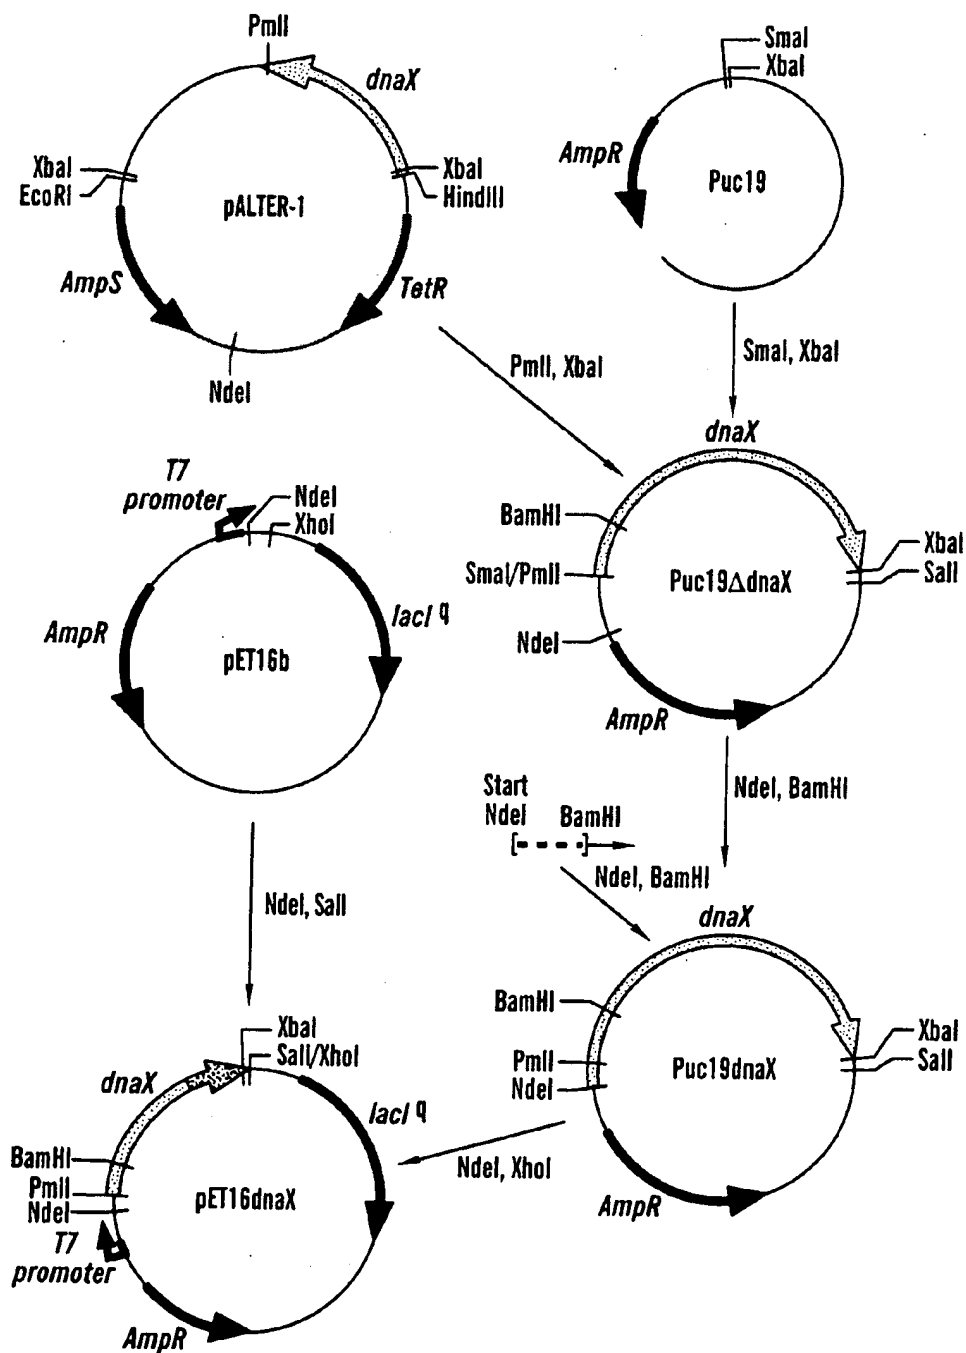 PmlI
dnaX
XbaI
EcoRI
XbaI
HindIII
pALTER-1
AmpS
TetR
NdeI
SmaI
XbaI
AmpR
Puc19
PmlI, XbaI
SmaI, XbaI
T7
promoter
NdeI
XhoI
AmpR
lacI q
pET16b
dnaX
BamHI
SmaI/PmlI
NdeI
XbaI
SalI
Puc19ΔdnaX
AmpR
NdeI, BamHI
Start
NdeI BamHI
NdeI, BamHI
NdeI, SalI
dnaX
BamHI
PmlI
NdeI
XbaI
SalI
Puc19dnaX
AmpR
NdeI, XhoI
XbaI
SalI/XhoI
dnaX
lacI q
BamHI
PmlI
NdeI
pET16dnaX
T7
promoter
AmpR